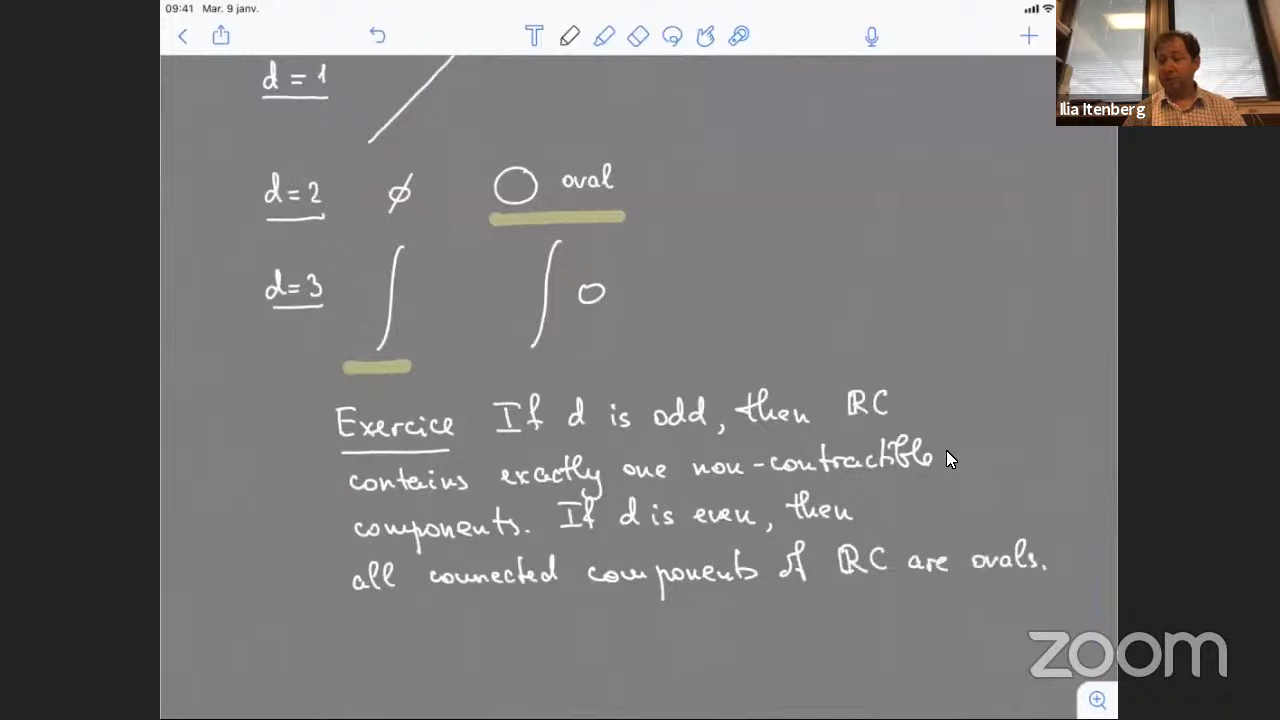 09:41 Mar. 9 janv.
Ilia Itenberg
d = 1
d = 2 ø oval
d = 3
Exercice If d is odd, then ℝC
contains exactly one non-contractible
components. If d is even, then
all connected components of ℝC are ovals.
zoom